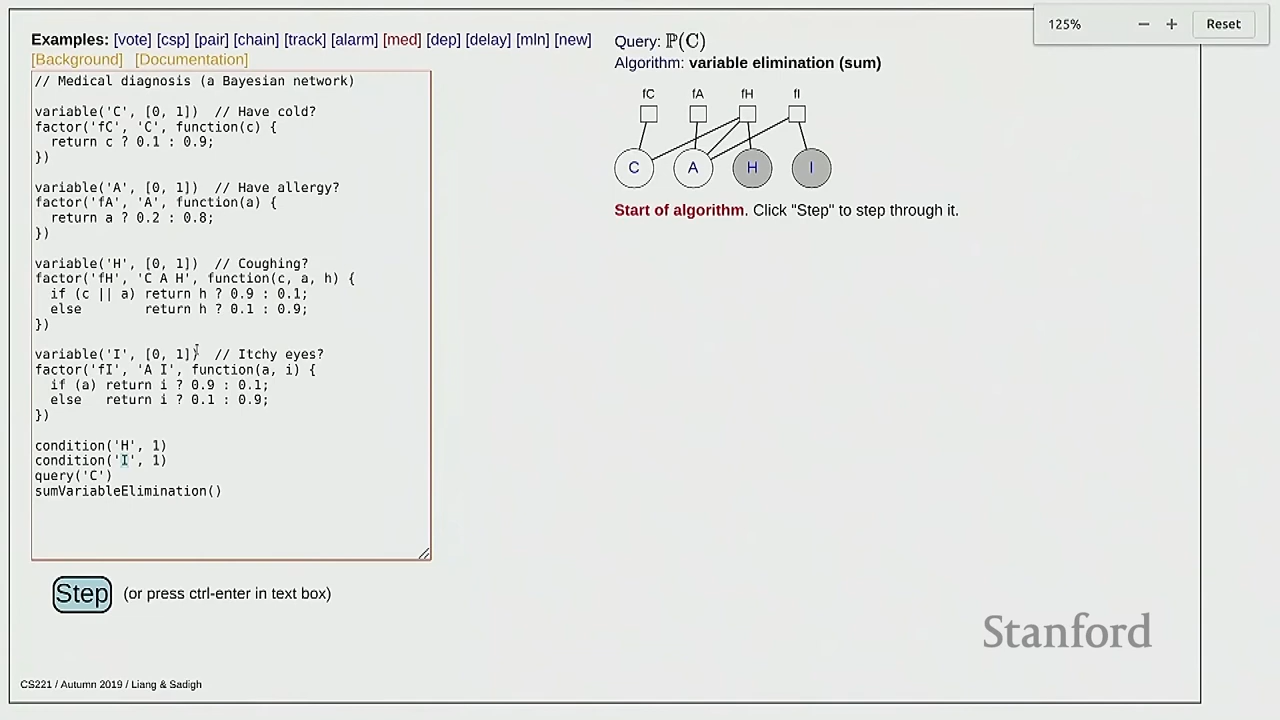 125% − + Reset
Examples: [vote] [csp] [pair] [chain] [track] [alarm] [med] [dep] [delay] [mln] [new]
[Background] [Documentation]
// Medical diagnosis (a Bayesian network)
variable('C', [0, 1])  // Have cold?
factor('fC', 'C', function(c) {
  return c ? 0.1 : 0.9;
})
variable('A', [0, 1])  // Have allergy?
factor('fA', 'A', function(a) {
  return a ? 0.2 : 0.8;
})
variable('H', [0, 1])  // Coughing?
factor('fH', 'C A H', function(c, a, h) {
  if (c || a) return h ? 0.9 : 0.1;
  else        return h ? 0.1 : 0.9;
})
variable('I', [0, 1])  // Itchy eyes?
factor('fI', 'A I', function(a, i) {
  if (a) return i ? 0.9 : 0.1;
  else   return i ? 0.1 : 0.9;
})
condition('H', 1)
condition('I', 1)
query('C')
sumVariableElimination()
Step (or press ctrl-enter in text box)
Query: ℙ(C)
Algorithm: variable elimination (sum)
fC fA fH fI
C A H I
Start of algorithm. Click "Step" to step through it.
Stanford
CS221 / Autumn 2019 / Liang & Sadigh